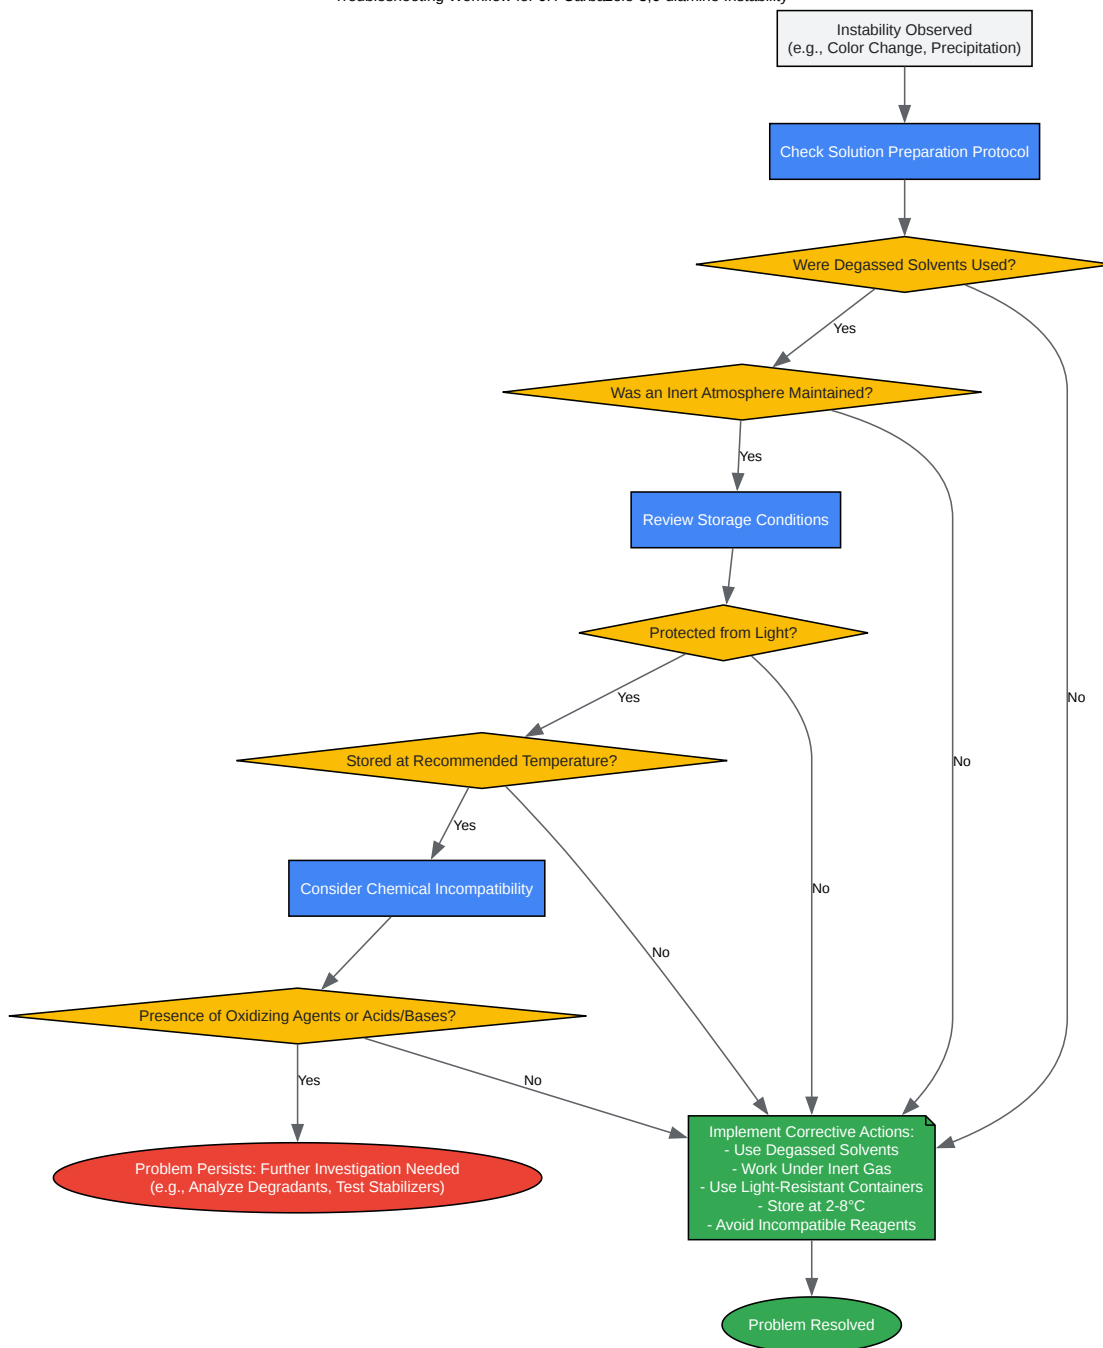 Instability Observed
(e.g., Color Change, Precipitation)
Check Solution Preparation Protocol
Were Degassed Solvents Used?
Yes
Was an Inert Atmosphere Maintained?
Yes
Review Storage Conditions
Protected from Light?
Yes
No
Stored at Recommended Temperature?
No
Yes
Consider Chemical Incompatibility
No
No
Presence of Oxidizing Agents or Acids/Bases?
Yes
No
Implement Corrective Actions:
- Use Degassed Solvents
- Work Under Inert Gas
- Use Light-Resistant Containers
- Store at 2-8°C
- Avoid Incompatible Reagents
Problem Persists: Further Investigation Needed
(e.g., Analyze Degradants, Test Stabilizers)
Problem Resolved